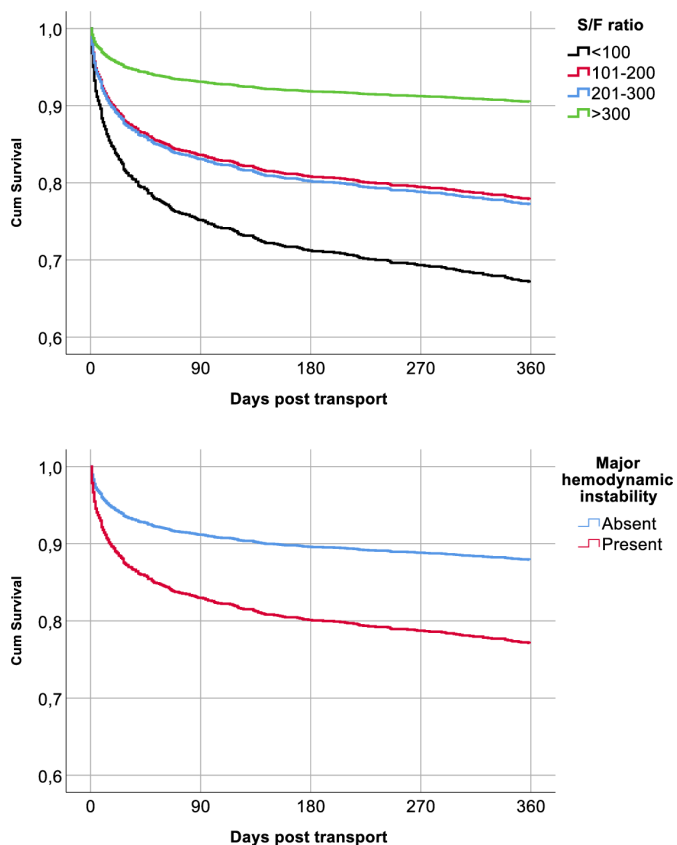 S/F ratio
<100
101-200
201-300
>300
1,0
0,9
0,8
0,7
0,6
Cum Survival
0 90 180 270 360
Days post transport
Major
hemodynamic
instability
Absent
Present
1,0
0,9
0,8
0,7
0,6
Cum Survival
0 90 180 270 360
Days post transport